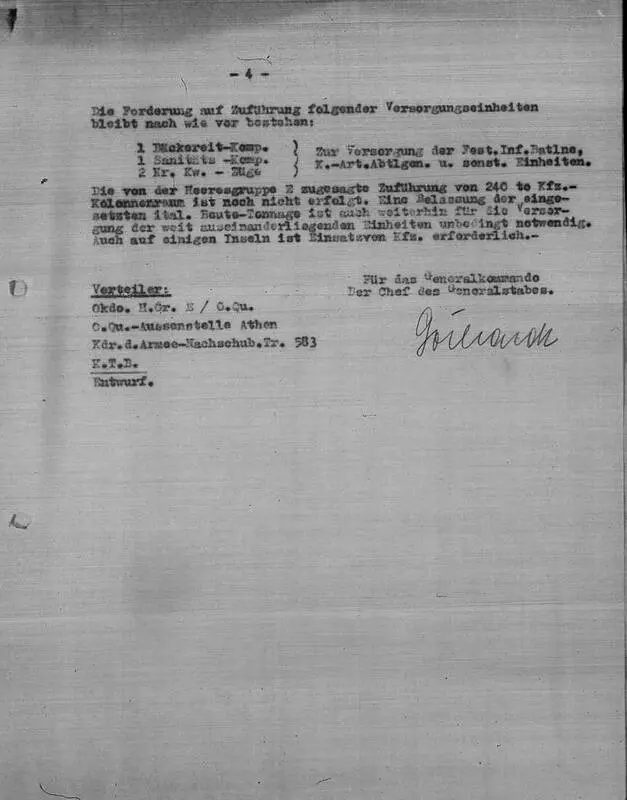 - 4 -
Die Forderung auf Zuführung folgender Versorgungseinheiten
bleibt nach wie vor bestehen:
1 Bäckereit-Komp.
1 Sanitäts -Komp.
2 Kr. Kw. - Züge
} Zur Versorgung der Fest.Inf.Batlne,
} K.-Art.Abtlgen. u. sonst. Einheiten.
Die von der Heeresgruppe E zugesagte Zuführung von 240 to Kfz.-
Kolonnenraum ist noch nicht erfolgt. Eine Belassung der einge-
setzten ital. Beute-Tonnage ist auch weiterhin für die Versor-
gung der weit auseinanderliegenden Einheiten unbedingt notwendig.
Auch auf einigen Inseln ist Einsatzvon Kfz. erforderlich.-
Für das Generalkommando
Der Chef des Generalstabes.
Verteiler:
Okdo. H.Gr. E / O.Qu.
O.Qu.-Aussenstelle Athen
Kdr.d.Armee-Nachschub.Tr. 583
K.T.B.
Entwurf.